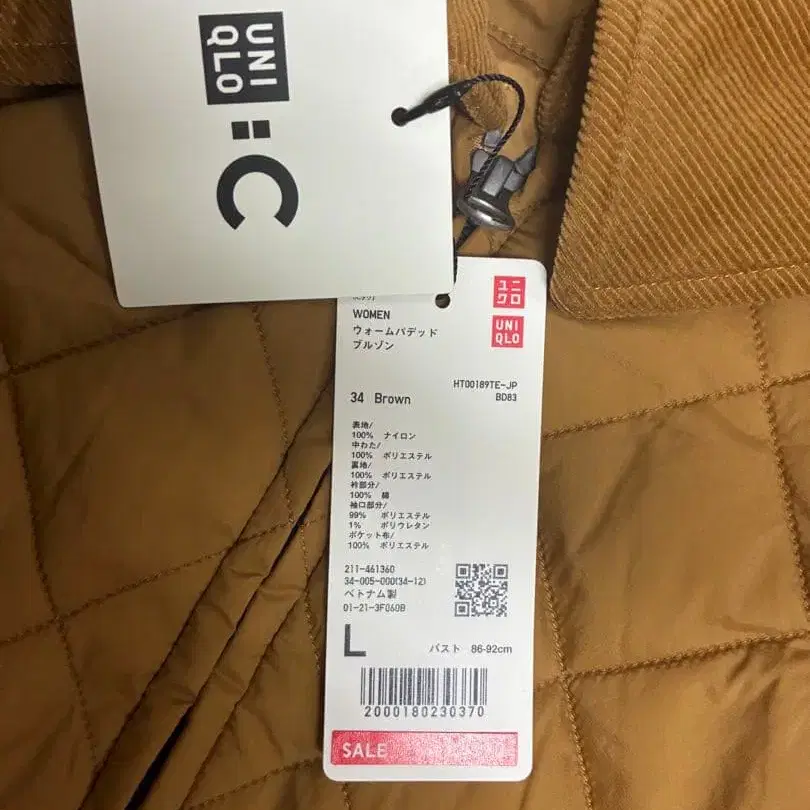 UNI
QLO
:C
ユニ
クロ
UNI
QLO
WOMEN
ウォームパデッド
ブルゾン
HT00189TE-JP
34 Brown
BD83
表地/
100% ナイロン
中わた/
100% ポリエステル
裏地/
100% ポリエステル
衿部分/
100% 綿
袖口部分/
99% ポリエステル
1% ポリウレタン
ポケット布/
100% ポリエステル
211-461360
34-005-000(34-12)
ベトナム製
01-21-3F060B
L バスト 86-92cm
2000180230370
SALE